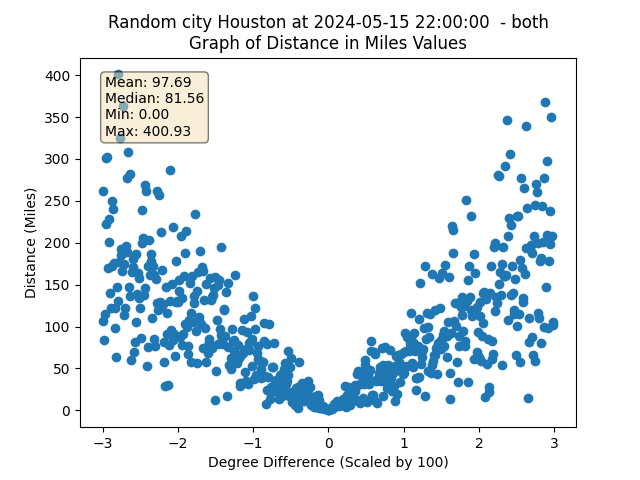 Random city Houston at 2024-05-15 22:00:00 - both
Graph of Distance in Miles Values
Mean: 97.69
Median: 81.56
Min: 0.00
Max: 400.93
Distance (Miles)
400
350
300
250
200
150
100
50
0
−3
−2
−1
0
1
2
3
Degree Difference (Scaled by 100)